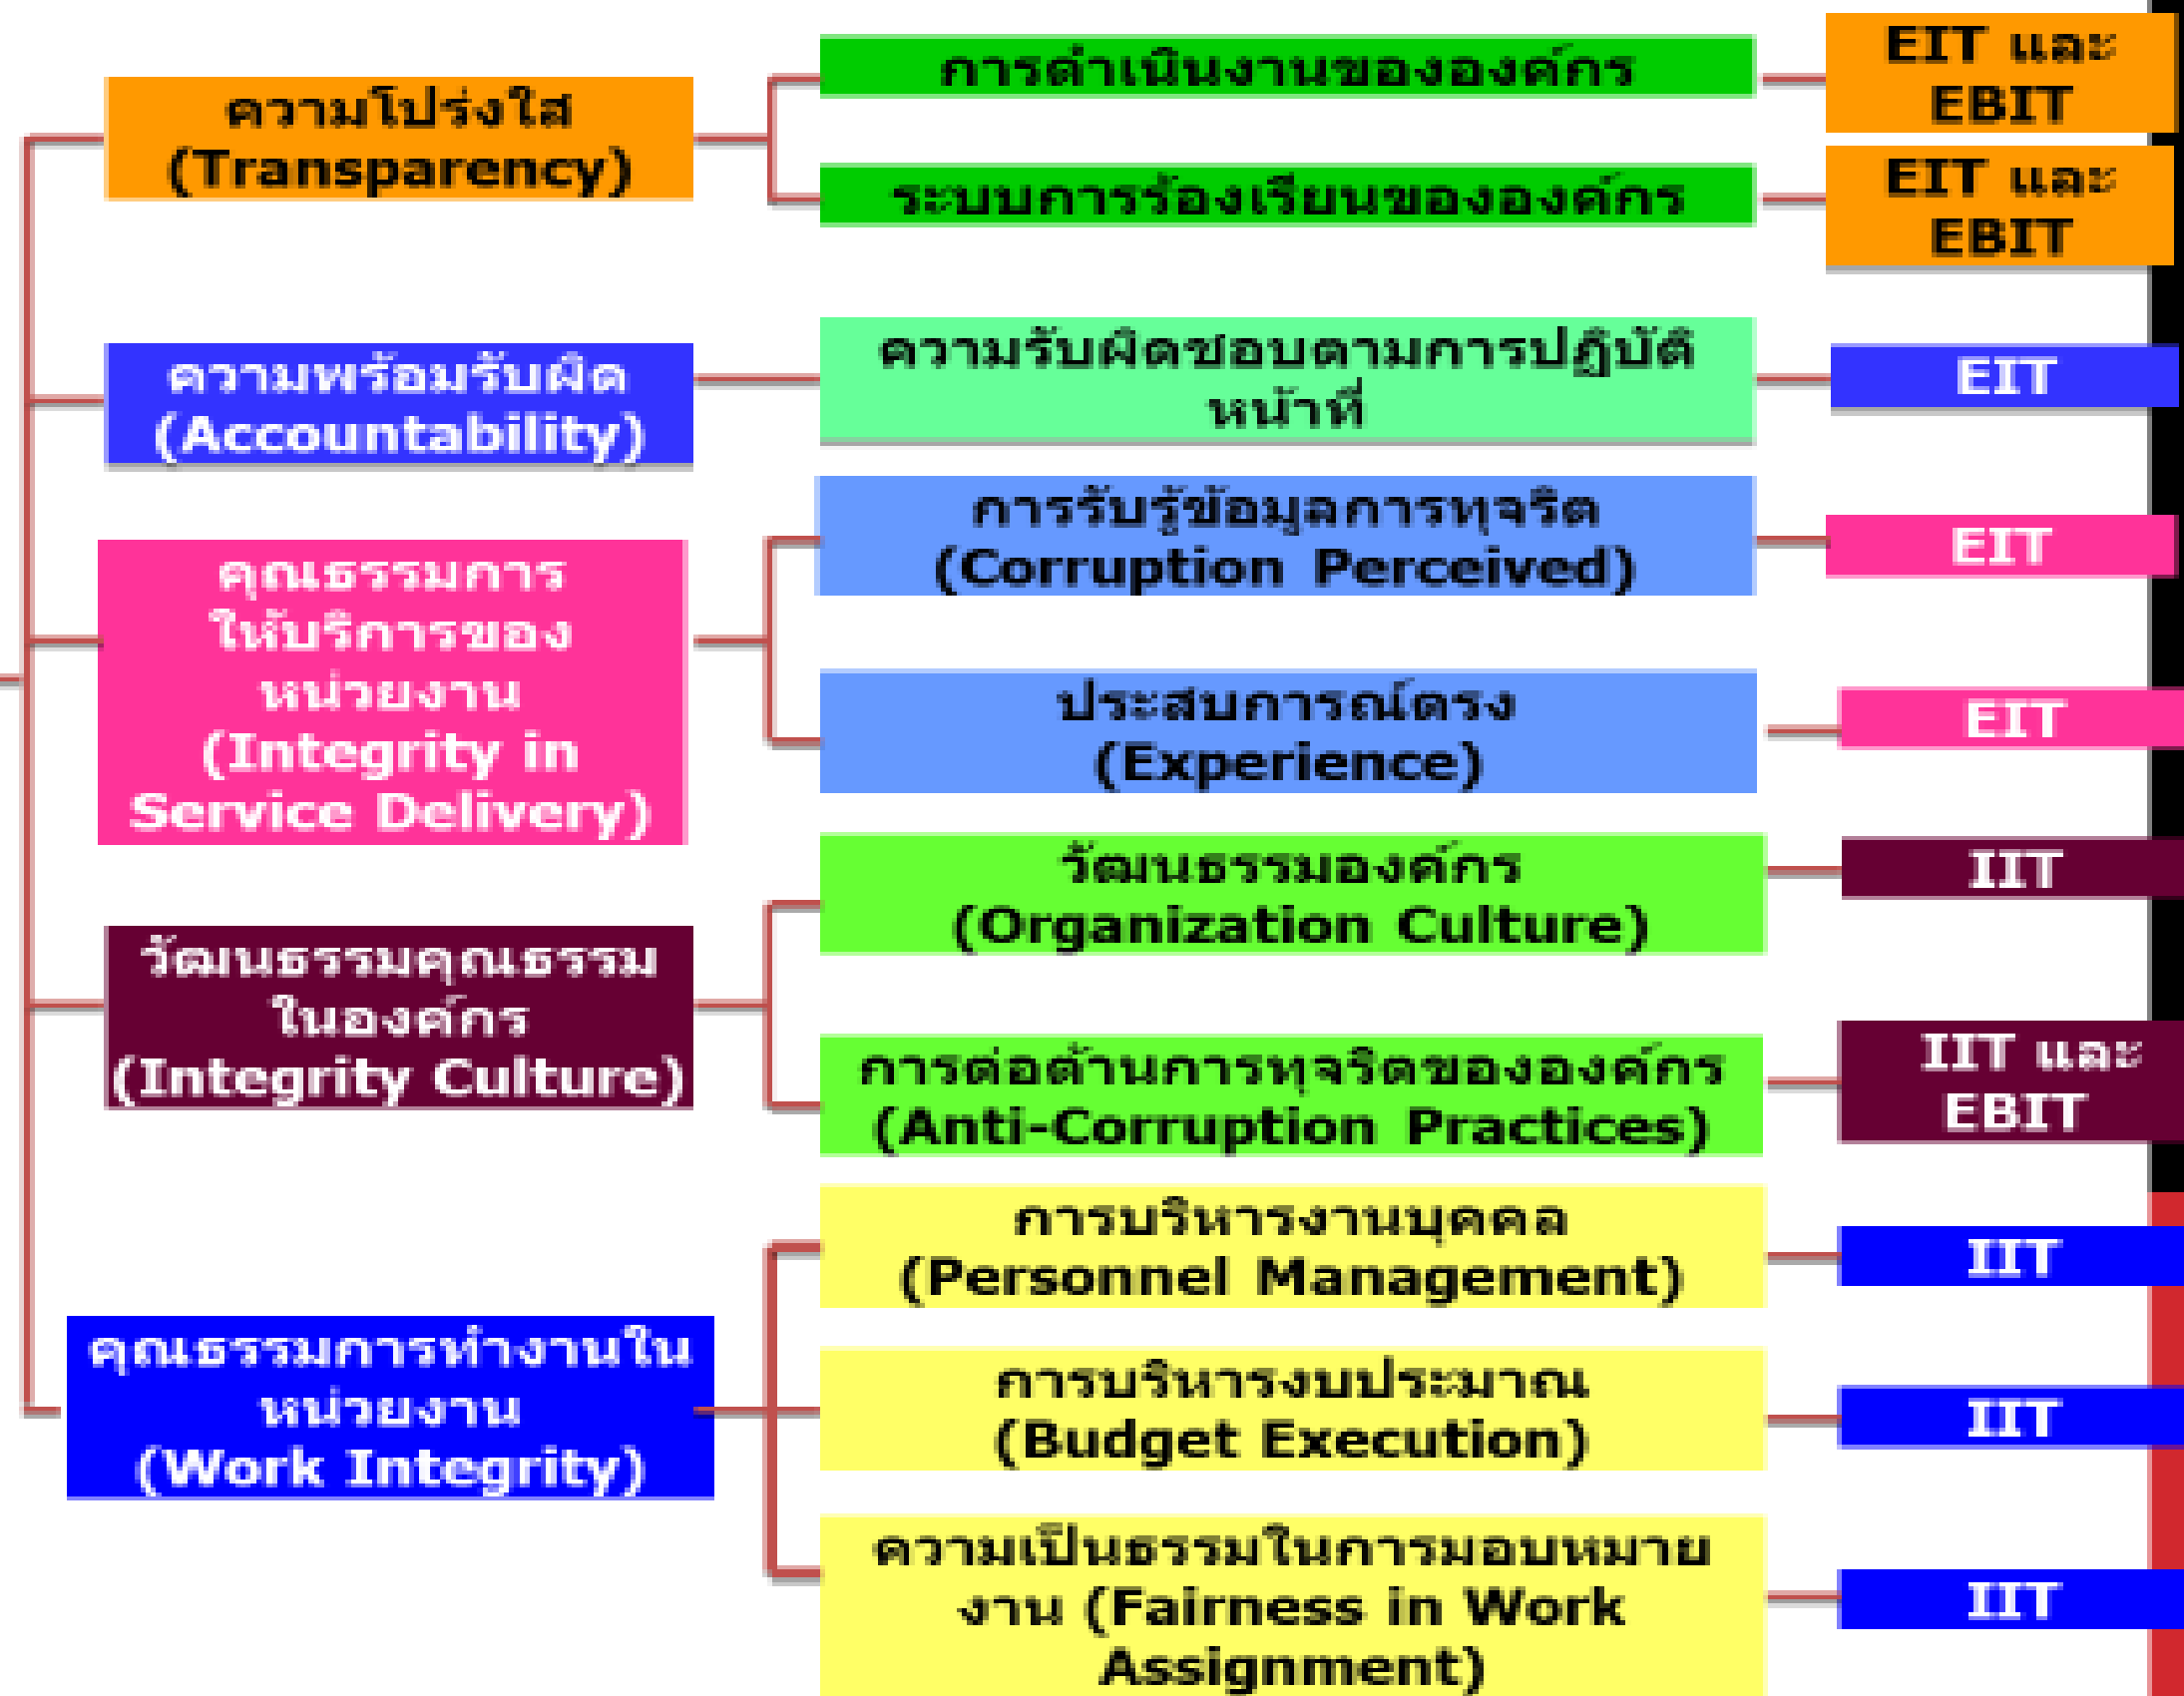 ความโปร่งใส
(Transparency)
การดำเนินงานขององค์กร
EIT และ
EBIT
ระบบการร้องเรียนขององค์กร
EIT และ
EBIT
ความพร้อมรับผิด
(Accountability)
ความรับผิดชอบตามการปฏิบัติ
หน้าที่
EIT
คุณธรรมการ
ให้บริการของ
หน่วยงาน
(Integrity in
Service Delivery)
การรับรู้ข้อมูลการทุจริต
(Corruption Perceived)
EIT
ประสบการณ์ตรง
(Experience)
EIT
วัฒนธรรมคุณธรรม
ในองค์กร
(Integrity Culture)
วัฒนธรรมองค์กร
(Organization Culture)
IIT
การต่อต้านการทุจริตขององค์กร
(Anti-Corruption Practices)
IIT และ
EBIT
คุณธรรมการทำงานใน
หน่วยงาน
(Work Integrity)
การบริหารงานบุคคล
(Personnel Management)
IIT
การบริหารงบประมาณ
(Budget Execution)
IIT
ความเป็นธรรมในการมอบหมาย
งาน (Fairness in Work
Assignment)
IIT